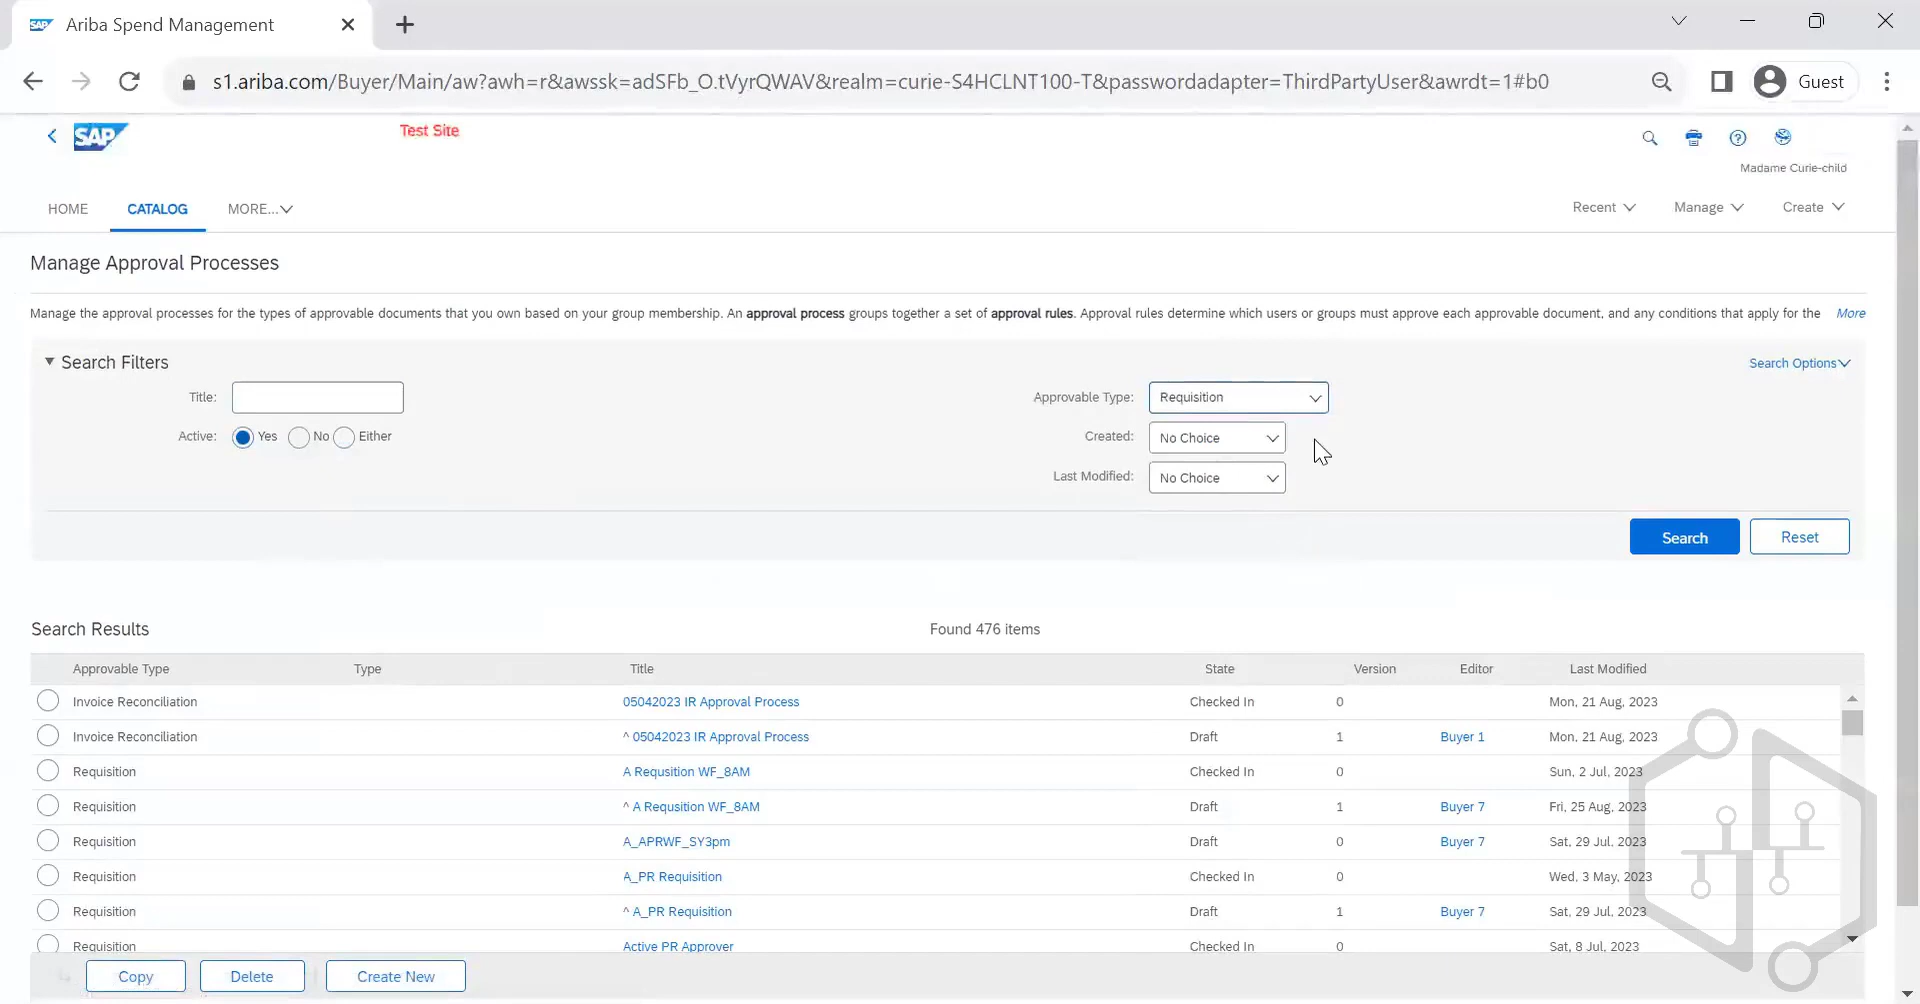 SAP Ariba Spend Management
s1.ariba.com/Buyer/Main/aw?awh=r&awssk=adSFb_O.tVyrQWAV&realm=curie-S4HCLNT100-T&passwordadapter=ThirdPartyUser&awrdt=1#b0 Guest
SAP Test Site
Madame Curie-child
HOME CATALOG MORE... Recent Manage Create
Manage Approval Processes
Manage the approval processes for the types of approvable documents that you own based on your group membership. An approval process groups together a set of approval rules. Approval rules determine which users or groups must approve each approvable document, and any conditions that apply for the More
Search Filters Search Options
Title: Approvable Type: Requisition
Active: Yes No Either Created: No Choice
Last Modified: No Choice
Search Reset
Search Results Found 476 items
Approvable Type Type Title State Version Editor Last Modified
Invoice Reconciliation 05042023 IR Approval Process Checked In 0 Mon, 21 Aug, 2023
Invoice Reconciliation ^ 05042023 IR Approval Process Draft 1 Buyer 1 Mon, 21 Aug, 2023
Requisition A Requsition WF_8AM Checked In 0 Sun, 2 Jul, 2023
Requisition ^ A Requsition WF_8AM Draft 1 Buyer 7 Fri, 25 Aug, 2023
Requisition A_APRWF_SY3pm Draft 0 Buyer 7 Sat, 29 Jul, 2023
Requisition A_PR Requisition Checked In 0 Wed, 3 May, 2023
Requisition ^ A_PR Requisition Draft 1 Buyer 7 Sat, 29 Jul, 2023
Requisition Active PR Approver Checked In 0 Sat, 8 Jul, 2023
Copy Delete Create New